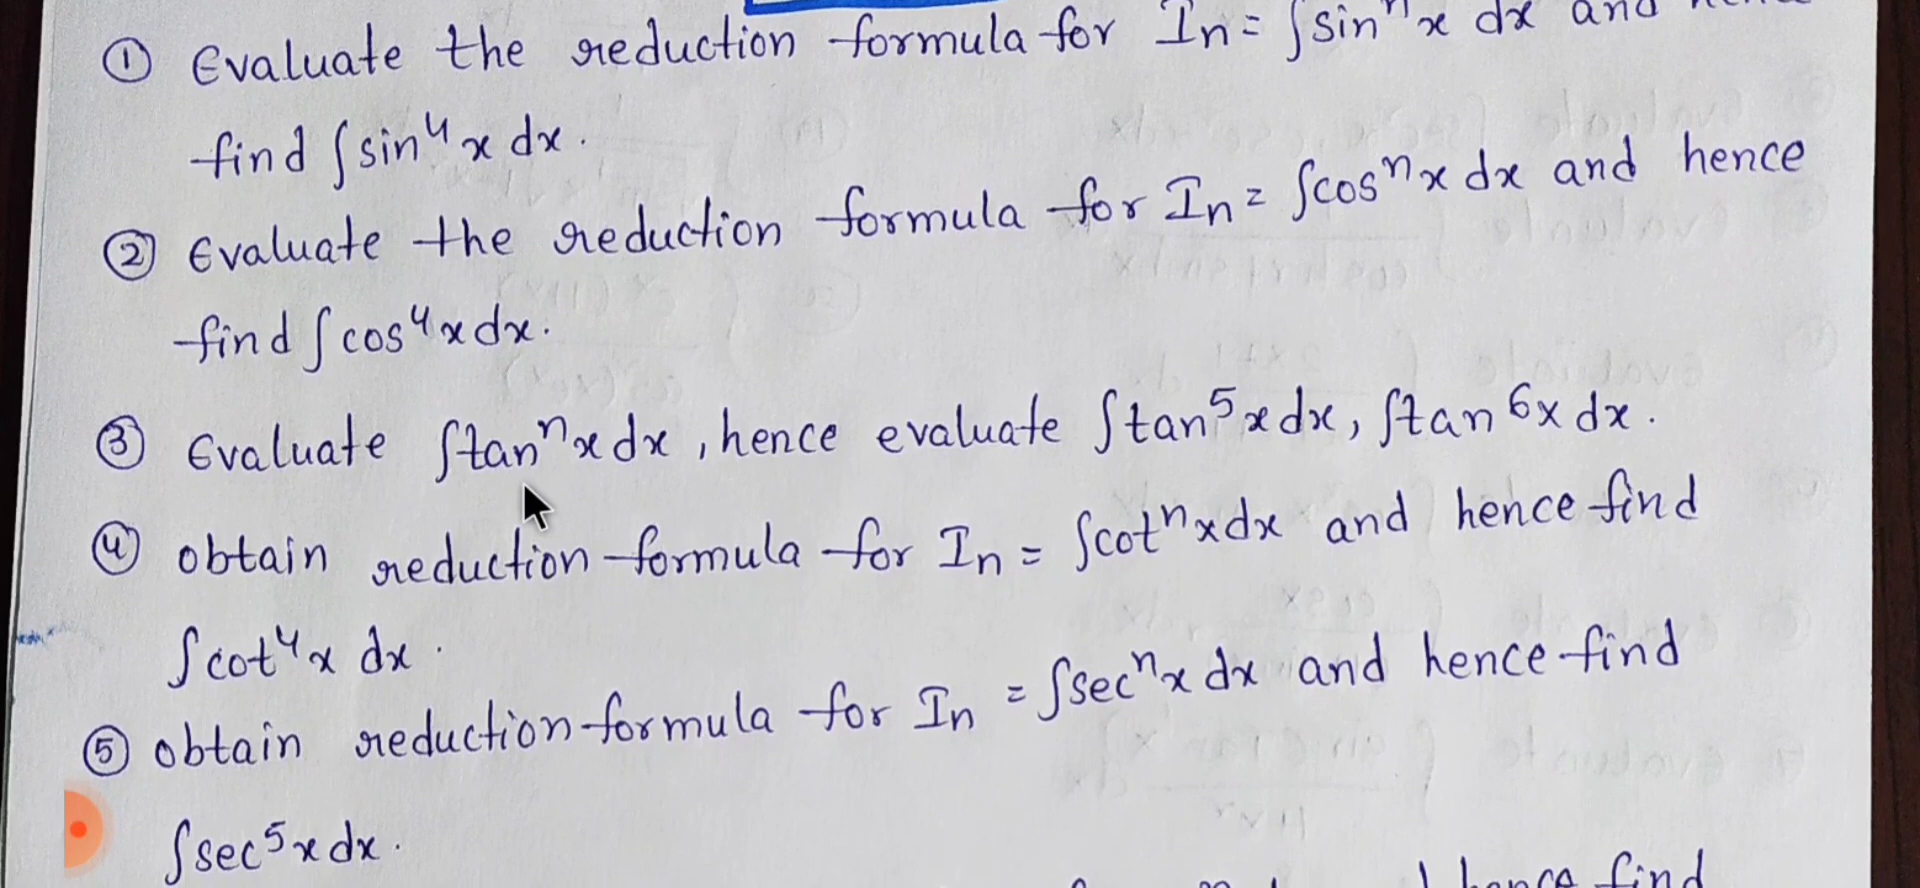 ① Evaluate the reduction formula for In = ∫sinⁿx dx and
find ∫sin⁴x dx.
② Evaluate the reduction formula for In = ∫cosⁿx dx and hence
find ∫cos⁴x dx.
③ Evaluate ∫tanⁿx dx, hence evaluate ∫tan⁵x dx, ∫tan⁶x dx.
④ obtain reduction formula for In = ∫cotⁿx dx and hence find
∫cot⁴x dx.
⑤ obtain reduction formula for In = ∫secⁿx dx and hence find
∫sec⁵x dx.
hence find